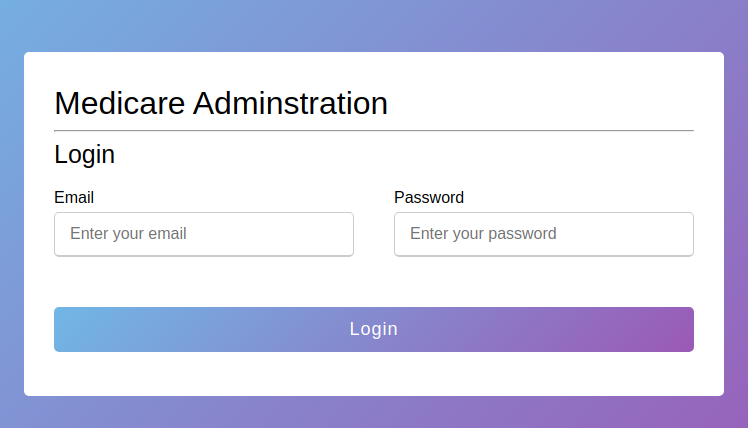 Medicare Adminstration
Login
Email
Password
Enter your email
Enter your password
Login